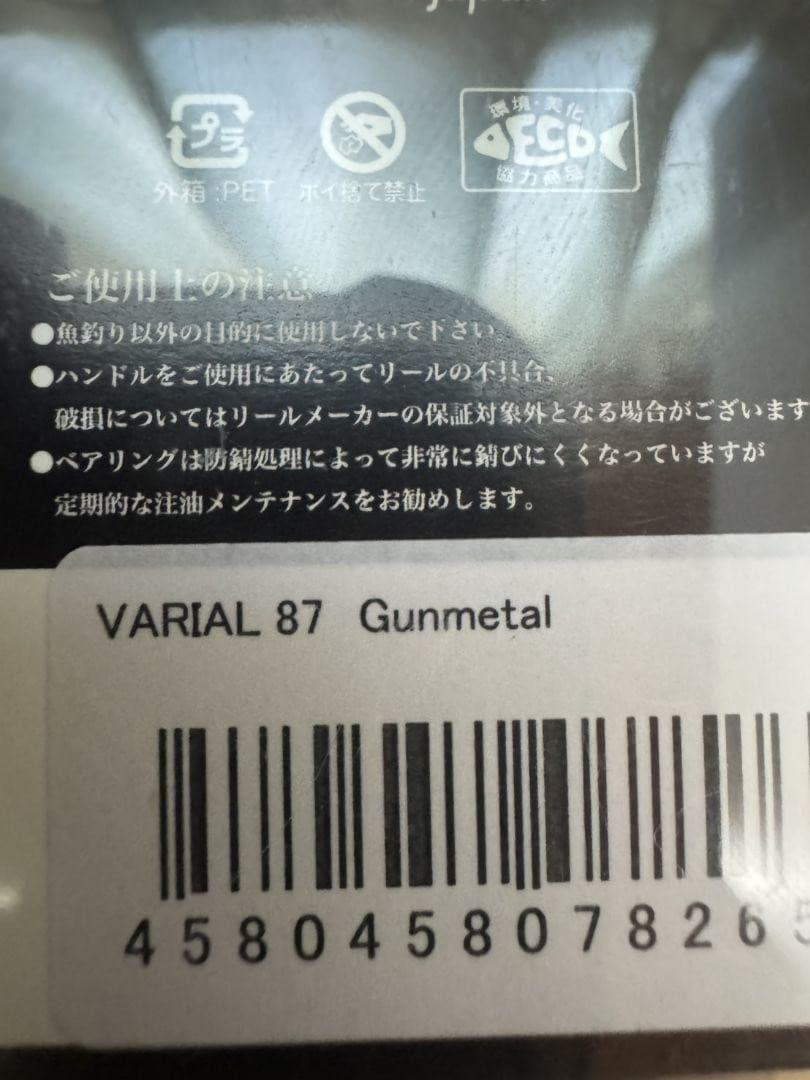 プラ
外箱:PET
ポイ捨て禁止
環境・美化
ECO
協力商品
ご使用上の注意
●魚釣り以外の目的に使用しないで下さい
●ハンドルをご使用にあたってリールの不具合、
破損についてはリールメーカーの保証対象外となる場合がございます
●ベアリングは防錆処理によって非常に錆びにくくなっていますが
定期的な注油メンテナンスをお勧めします。
VARIAL 87 Gunmetal
4580458078265